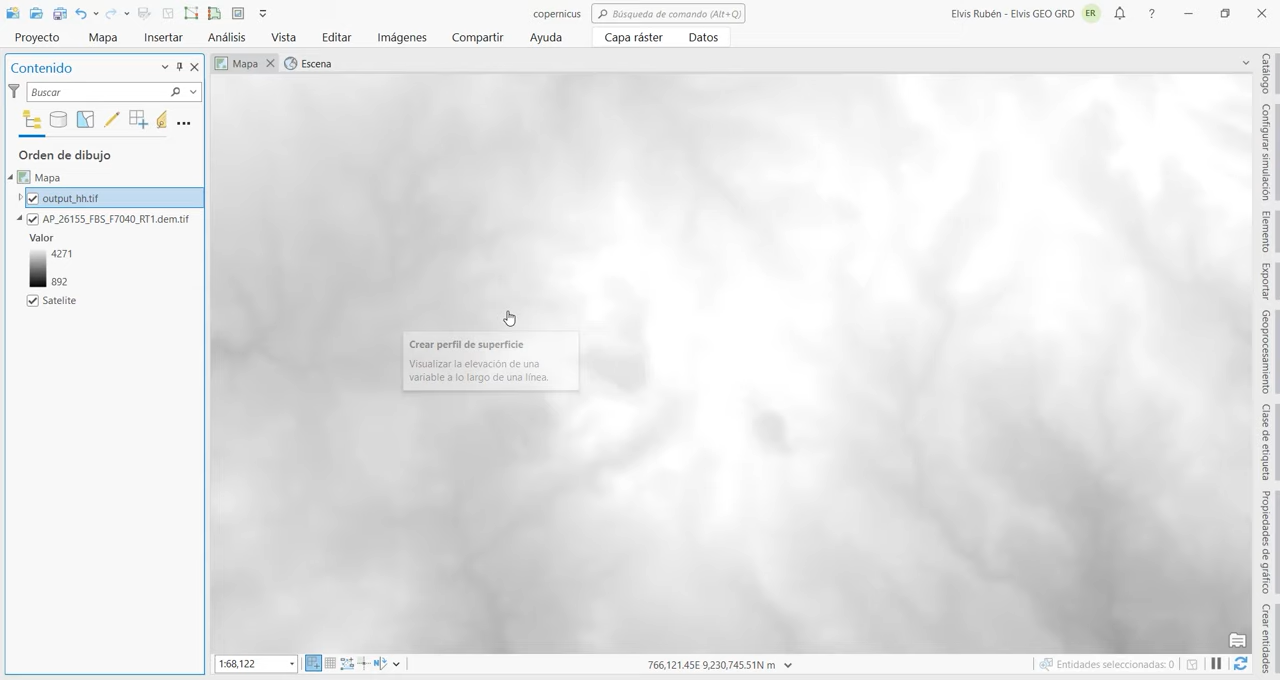 copernicus
Búsqueda de comando (Alt+Q)
Elvis Rubén - Elvis GEO GRD
ER
Proyecto
Mapa
Insertar
Análisis
Vista
Editar
Imágenes
Compartir
Ayuda
Capa ráster
Datos
Contenido
Buscar
Orden de dibujo
Mapa
output_hh.tif
AP_26155_FBS_F7040_RT1.dem.tif
Valor
4271
892
Satelite
Mapa
Escena
Crear perfil de superficie
Visualizar la elevación de una
variable a lo largo de una línea.
1:68,122
766,121.45E 9,230,745.51N m
Entidades seleccionadas: 0
Catálogo
Configurar simulación
Elemento
Exportar
Geoprocesamiento
Clase de etiqueta
Propiedades de gráfico
Crear entidades